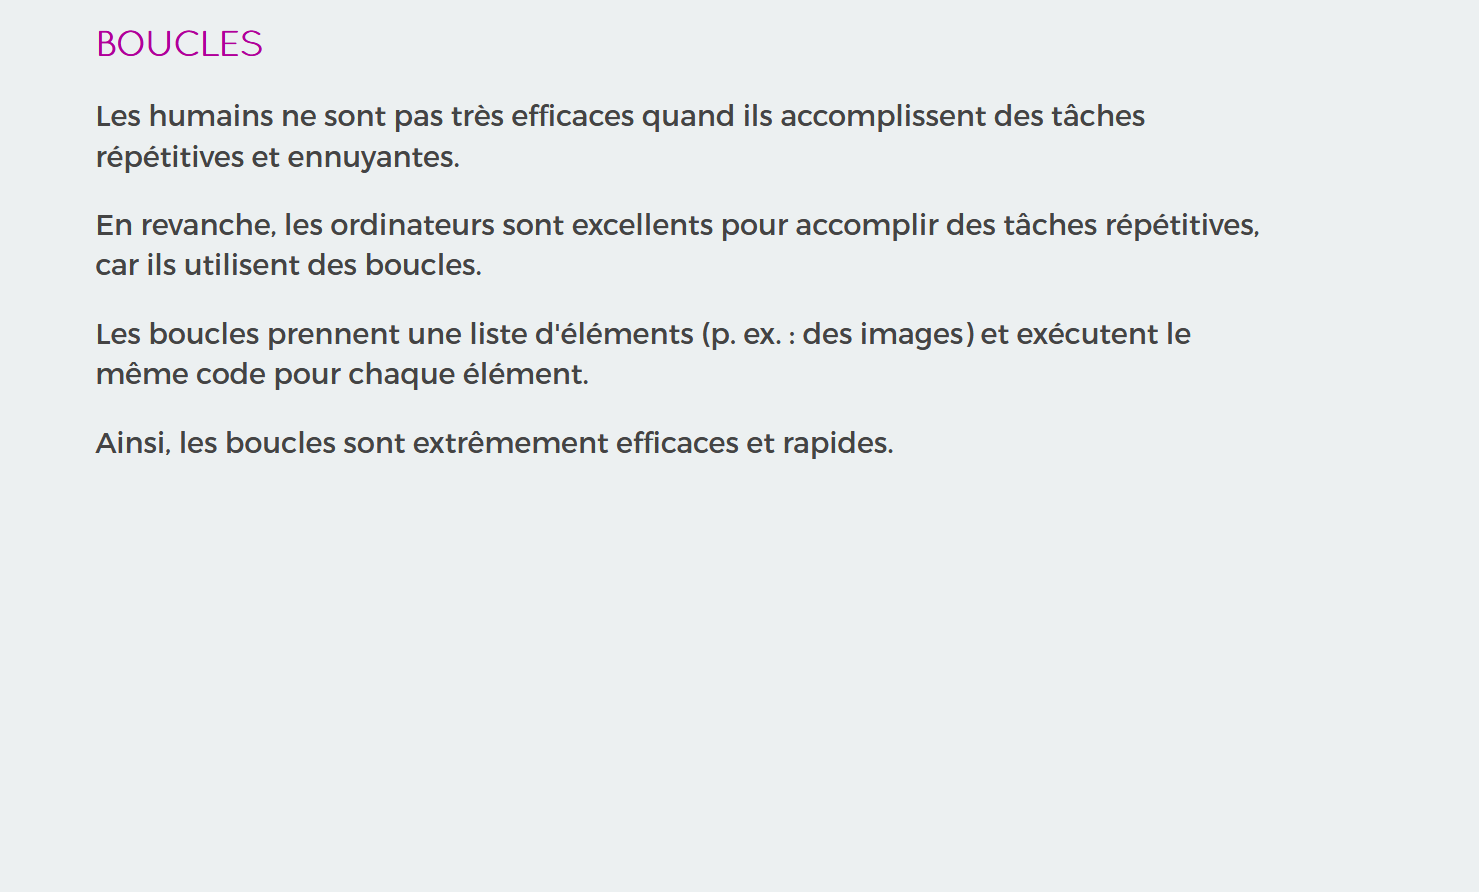 BOUCLES
Les humains ne sont pas très efficaces quand ils accomplissent des tâches
répétitives et ennuyantes.
En revanche, les ordinateurs sont excellents pour accomplir des tâches répétitives,
car ils utilisent des boucles.
Les boucles prennent une liste d'éléments (p. ex. : des images) et exécutent le
même code pour chaque élément.
Ainsi, les boucles sont extrêmement efficaces et rapides.